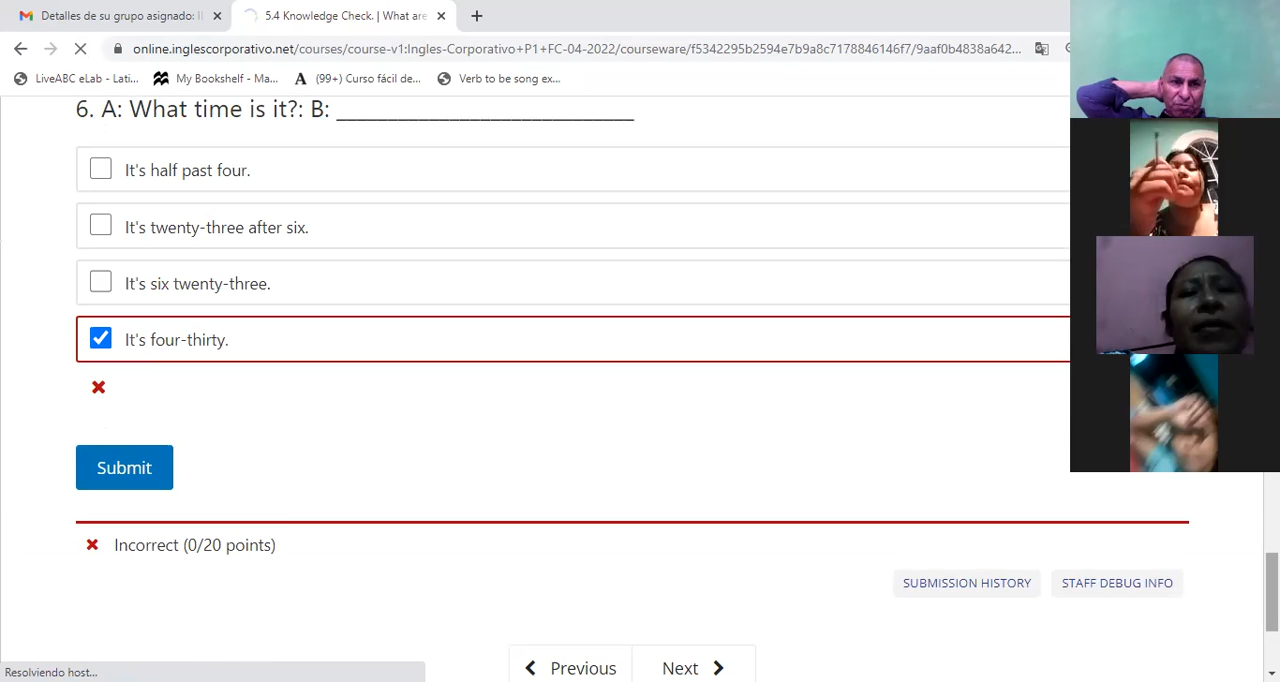 Detalles de su grupo asignado: I
5.4 Knowledge Check. | What are
online.inglescorporativo.net/courses/course-v1:Ingles-Corporativo+P1+FC-04-2022/courseware/f5342295b2594e7b9a8c7178846146f7/9aaf0b4838a642...
LiveABC eLab - Lati...
My Bookshelf - Ma...
(99+) Curso fácil de...
Verb to be song ex...
6. A: What time is it?: B: ___________________________
It's half past four.
It's twenty-three after six.
It's six twenty-three.
It's four-thirty.
Submit
Incorrect (0/20 points)
SUBMISSION HISTORY
STAFF DEBUG INFO
Previous
Next
Resolviendo host...